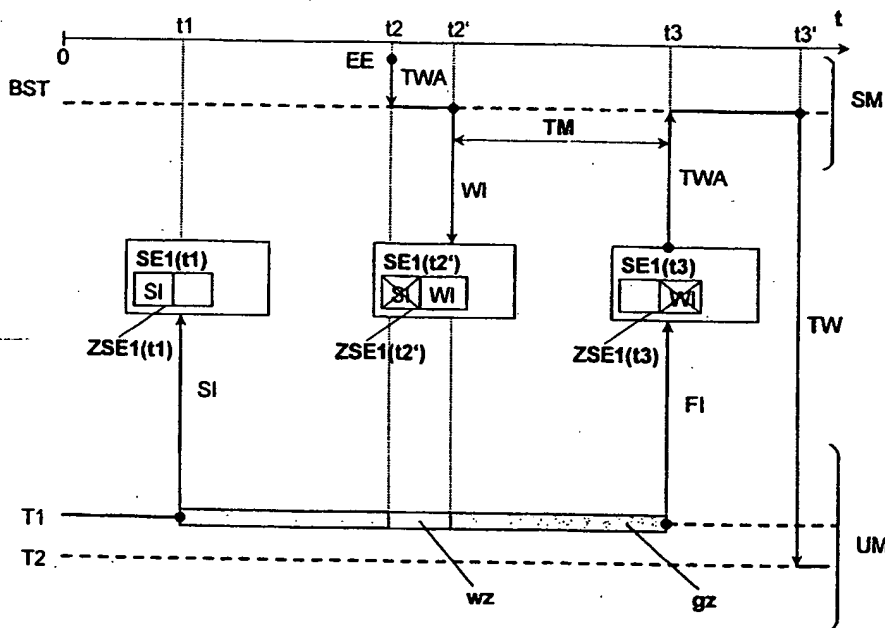 t1 t2 t2' t3 t3' t
0
EE
TWA
BST
SM
TM
WI
TWA
SE1(t1)
SE1(t2')
SE1(t3)
SI
SI WI
WI
ZSE1(t1)
ZSE1(t2')
ZSE1(t3)
TW
SI
FI
T1
T2
UM
wz
gz